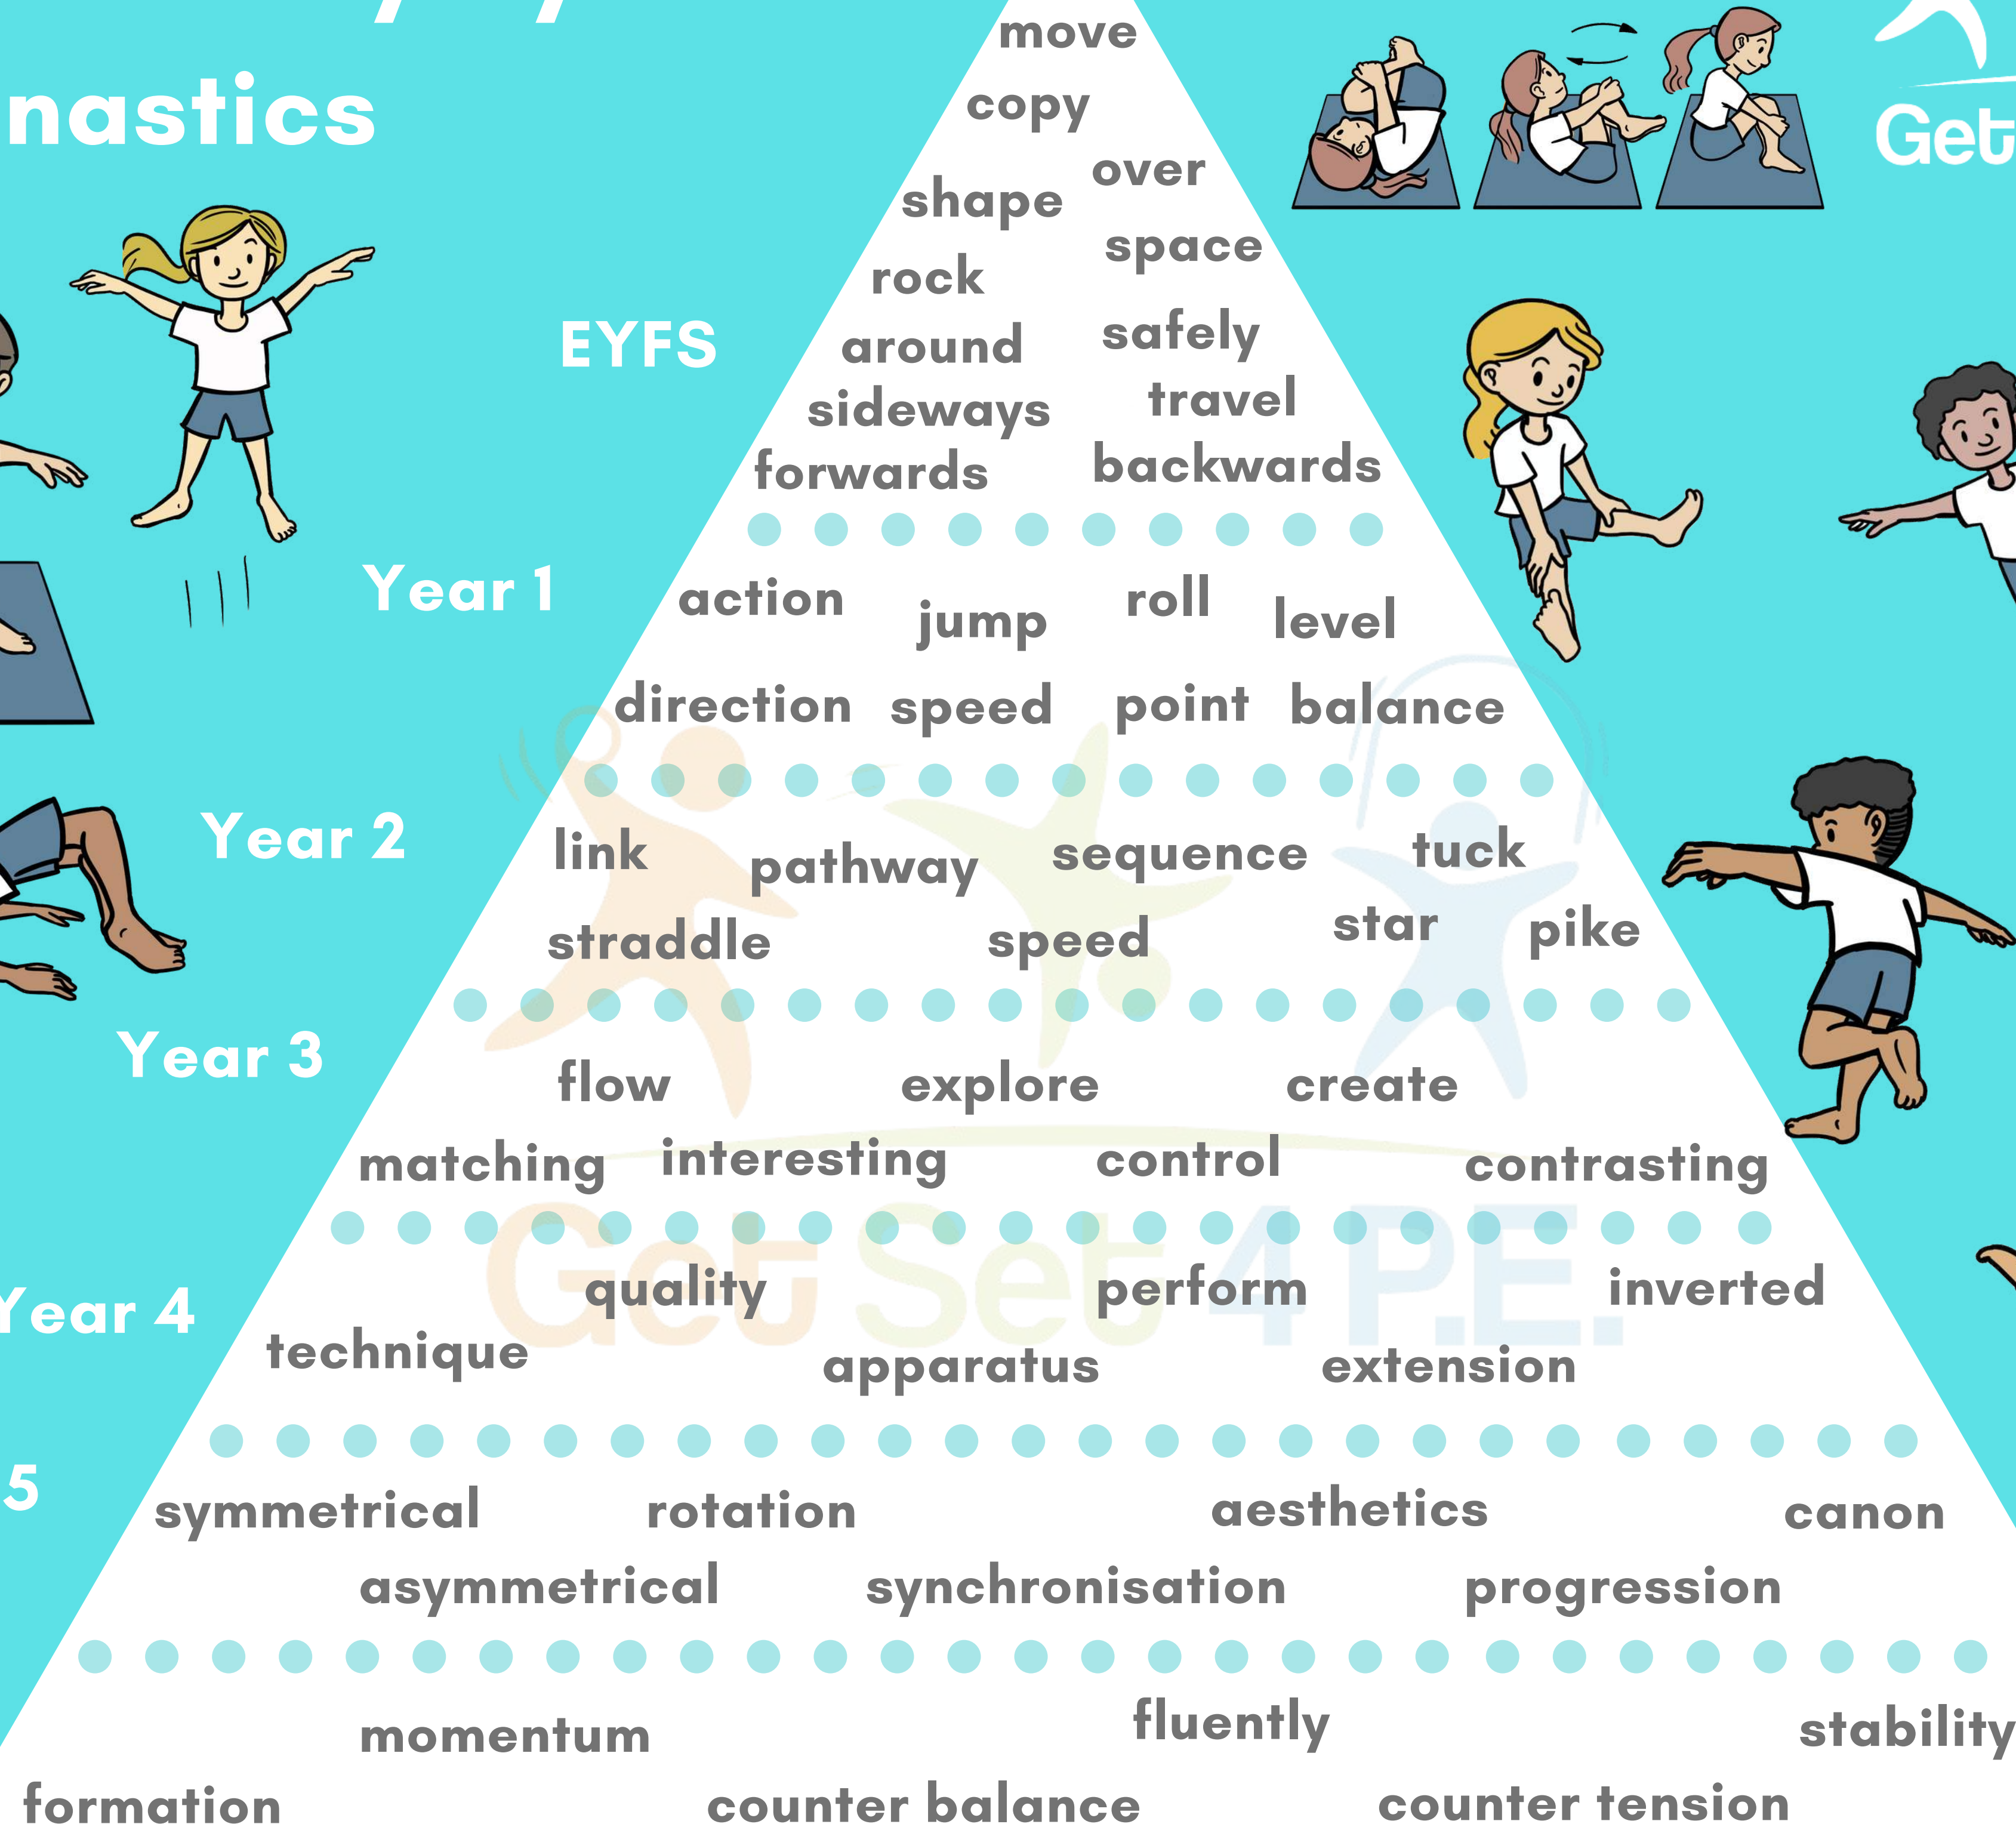 nastics
Get
move
copy
over
shape
space
rock
EYFS
safely
around
travel
sideways
backwards
forwards
Year 1
action jump roll level
direction speed point balance
Year 2
link pathway sequence tuck
straddle speed star pike
Year 3
flow explore create
matching interesting control contrasting
Get Set 4 P.E.
Year 4
quality perform inverted
technique apparatus extension
5
symmetrical rotation aesthetics canon
asymmetrical synchronisation progression
momentum fluently stability
formation counter balance counter tension